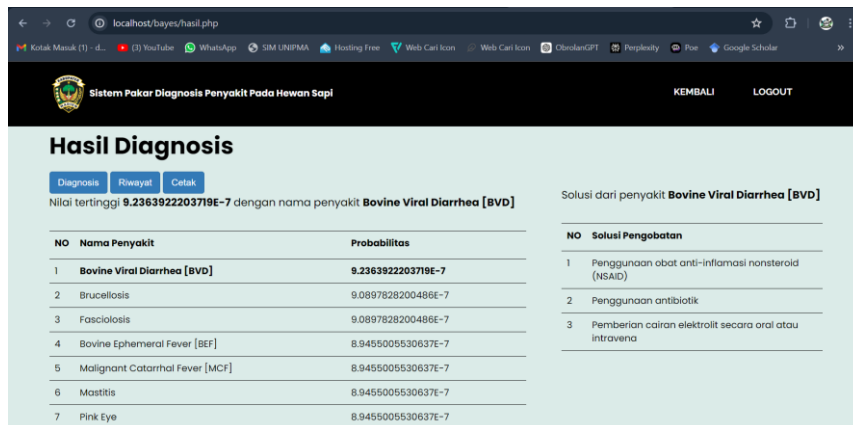 localhost/bayes/hasil.php
Kotak Masuk (1) - d... (3) YouTube WhatsApp SIM UNIPMA Hosting Free Web Cari Icon Web Cari Icon ObrolanGPT Perplexity Poe Google Scholar »
Sistem Pakar Diagnosis Penyakit Pada Hewan Sapi KEMBALI LOGOUT
Hasil Diagnosis
Diagnosis Riwayat Cetak
Nilai tertinggi 9.2363922203719E-7 dengan nama penyakit Bovine Viral Diarrhea [BVD]
NO Nama Penyakit Probabilitas
1 Bovine Viral Diarrhea [BVD] 9.2363922203719E-7
2 Brucellosis 9.0897828200486E-7
3 Fasciolosis 9.0897828200486E-7
4 Bovine Ephemeral Fever [BEF] 8.9455005530637E-7
5 Malignant Catarrhal Fever [MCF] 8.9455005530637E-7
6 Mastitis 8.9455005530637E-7
7 Pink Eye 8.9455005530637E-7
Solusi dari penyakit Bovine Viral Diarrhea [BVD]
NO Solusi Pengobatan
1 Penggunaan obat anti-inflamasi nonsteroid
(NSAID)
2 Penggunaan antibiotik
3 Pemberian cairan elektrolit secara oral atau
intravena